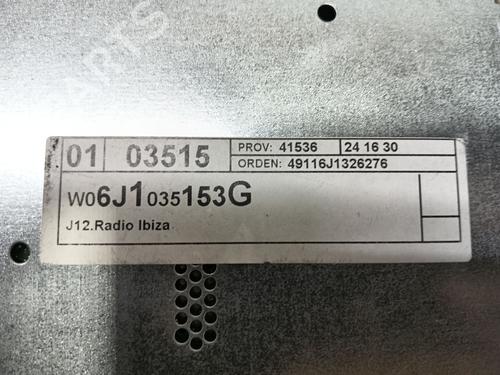 01 03515 PROV: 41536 24 16 30
ORDEN: 49116J1326276
W06J1035153G
J12.Radio Ibiza